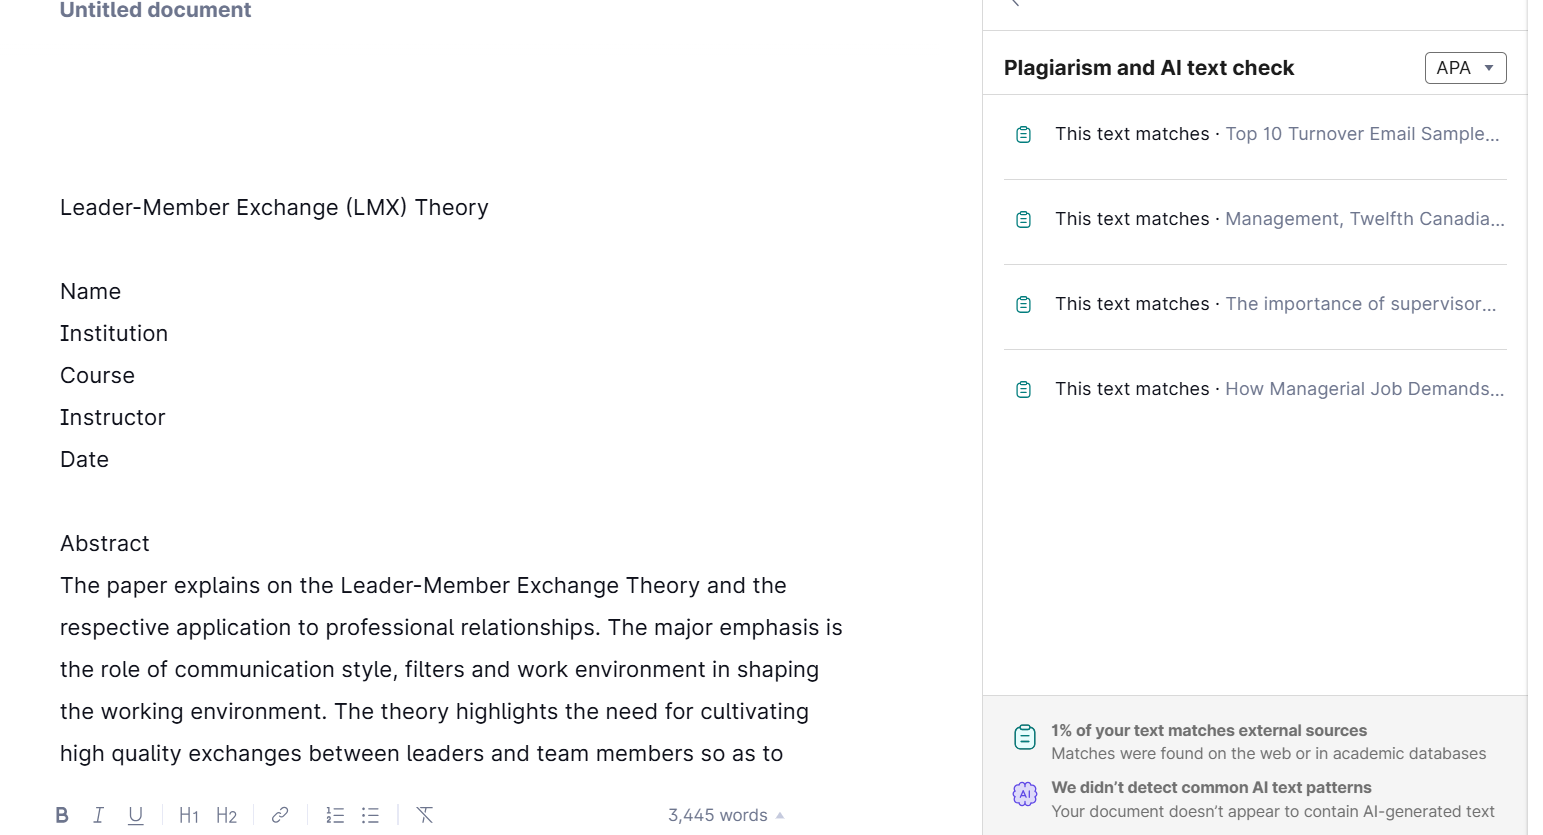 Untitled document
Leader-Member Exchange (LMX) Theory
Name
Institution
Course
Instructor
Date
Abstract
The paper explains on the Leader-Member Exchange Theory and the
respective application to professional relationships. The major emphasis is
the role of communication style, filters and work environment in shaping
the working environment. The theory highlights the need for cultivating
high quality exchanges between leaders and team members so as to
B I U H1 H2 3,445 words
Plagiarism and AI text check APA
This text matches · Top 10 Turnover Email Sample...
This text matches · Management, Twelfth Canadia...
This text matches · The importance of supervisor...
This text matches · How Managerial Job Demands...
1% of your text matches external sources
Matches were found on the web or in academic databases
AI We didn't detect common AI text patterns
Your document doesn't appear to contain AI-generated text